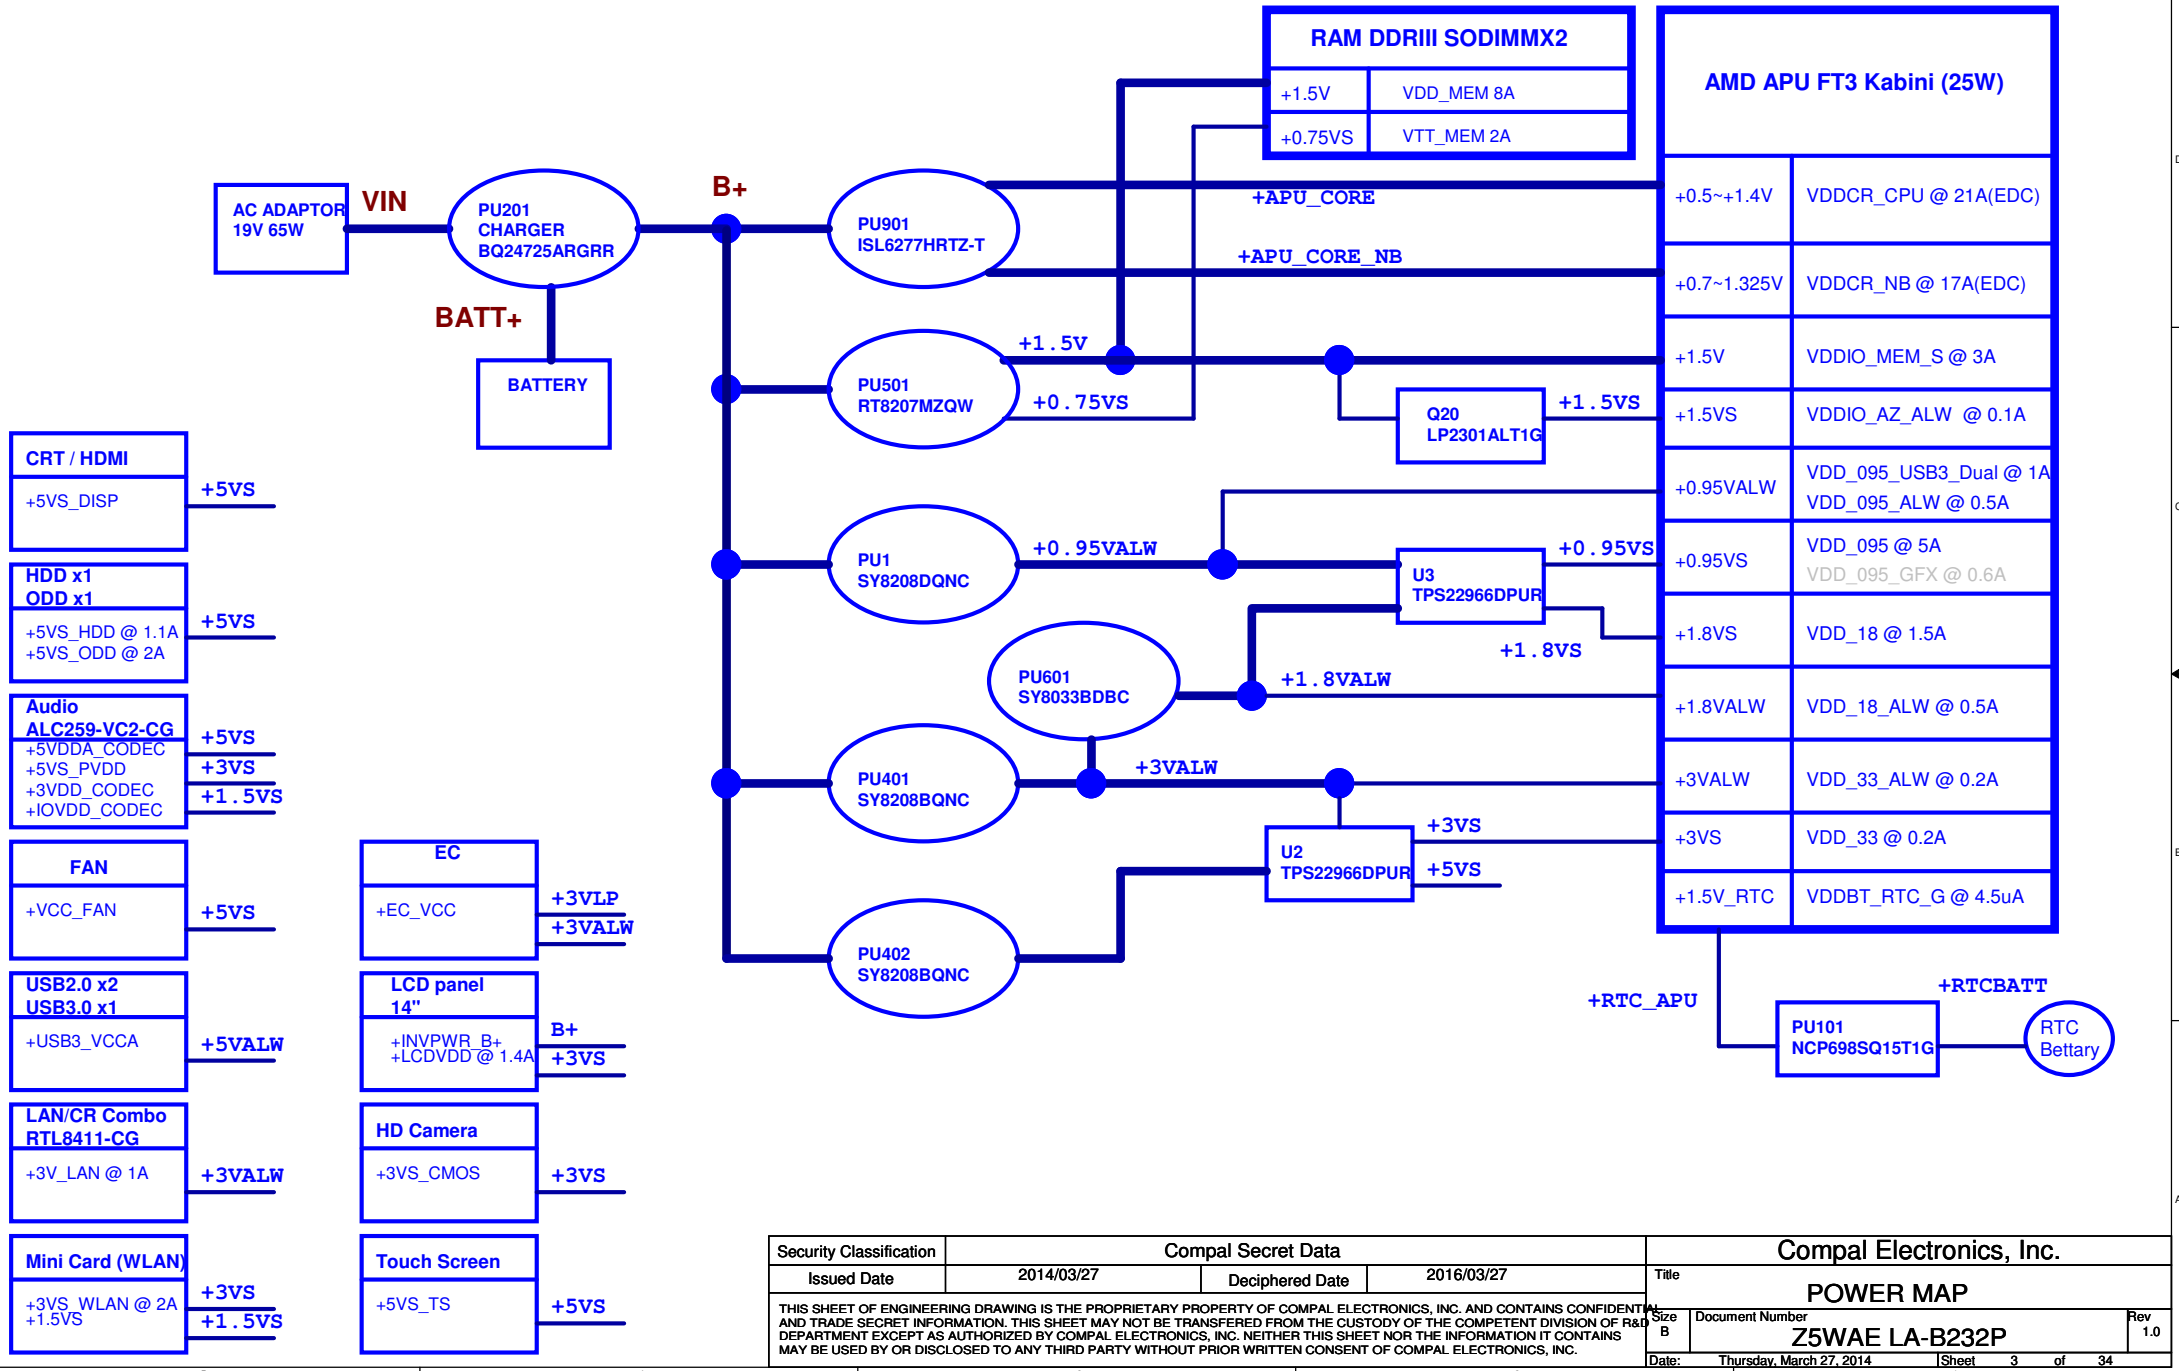 RAM DDRIII SODIMMX2
+1.5V VDD_MEM 8A
+0.75VS VTT_MEM 2A
AMD APU FT3 Kabini (25W)
+0.5~+1.4V VDDCR_CPU @ 21A(EDC)
+0.7~1.325V VDDCR_NB @ 17A(EDC)
+1.5V VDDIO_MEM_S @ 3A
+1.5VS VDDIO_AZ_ALW @ 0.1A
+0.95VALW VDD_095_USB3_Dual @ 1A
VDD_095_ALW @ 0.5A
+0.95VS VDD_095 @ 5A
VDD_095_GFX @ 0.6A
+1.8VS VDD_18 @ 1.5A
+1.8VALW VDD_18_ALW @ 0.5A
+3VALW VDD_33_ALW @ 0.2A
+3VS VDD_33 @ 0.2A
+1.5V_RTC VDDBT_RTC_G @ 4.5uA
AC ADAPTOR
19V 65W
VIN
PU201
CHARGER
BQ24725ARGRR
B+
BATT+
BATTERY
PU901
ISL6277HRTZ-T
+APU_CORE
+APU_CORE_NB
PU501
RT8207MZQW
+1.5V
+0.75VS
Q20
LP2301ALT1G
+1.5VS
PU1
SY8208DQNC
+0.95VALW
U3
TPS22966DPUR
+0.95VS
+1.8VS
PU601
SY8033BDBC
+1.8VALW
PU401
SY8208BQNC
+3VALW
U2
TPS22966DPUR
+3VS
+5VS
PU402
SY8208BQNC
+RTC_APU
PU101
NCP698SQ15T1G
+RTCBATT
RTC
Bettary
CRT / HDMI
+5VS_DISP
+5VS
HDD x1
ODD x1
+5VS_HDD @ 1.1A
+5VS_ODD @ 2A
+5VS
Audio
ALC259-VC2-CG
+5VDDA_CODEC
+5VS_PVDD
+3VDD_CODEC
+IOVDD_CODEC
+5VS
+3VS
+1.5VS
FAN
+VCC_FAN
+5VS
USB2.0 x2
USB3.0 x1
+USB3_VCCA
+5VALW
LAN/CR Combo
RTL8411-CG
+3V_LAN @ 1A
+3VALW
Mini Card (WLAN)
+3VS_WLAN @ 2A
+1.5VS
+3VS
+1.5VS
EC
+EC_VCC
+3VLP
+3VALW
LCD panel
14"
+INVPWR_B+
+LCDVDD @ 1.4A
B+
+3VS
HD Camera
+3VS_CMOS
+3VS
Touch Screen
+5VS_TS
+5VS
Security Classification Compal Secret Data
Issued Date 2014/03/27 Deciphered Date 2016/03/27
THIS SHEET OF ENGINEERING DRAWING IS THE PROPRIETARY PROPERTY OF COMPAL ELECTRONICS, INC. AND CONTAINS CONFIDENTIAL
AND TRADE SECRET INFORMATION. THIS SHEET MAY NOT BE TRANSFERED FROM THE CUSTODY OF THE COMPETENT DIVISION OF R&D
DEPARTMENT EXCEPT AS AUTHORIZED BY COMPAL ELECTRONICS, INC. NEITHER THIS SHEET NOR THE INFORMATION IT CONTAINS
MAY BE USED BY OR DISCLOSED TO ANY THIRD PARTY WITHOUT PRIOR WRITTEN CONSENT OF COMPAL ELECTRONICS, INC.
Compal Electronics, Inc.
Title
POWER MAP
Size
B
Document Number
Z5WAE LA-B232P
Rev
1.0
Date: Thursday, March 27, 2014 Sheet 3 of 34